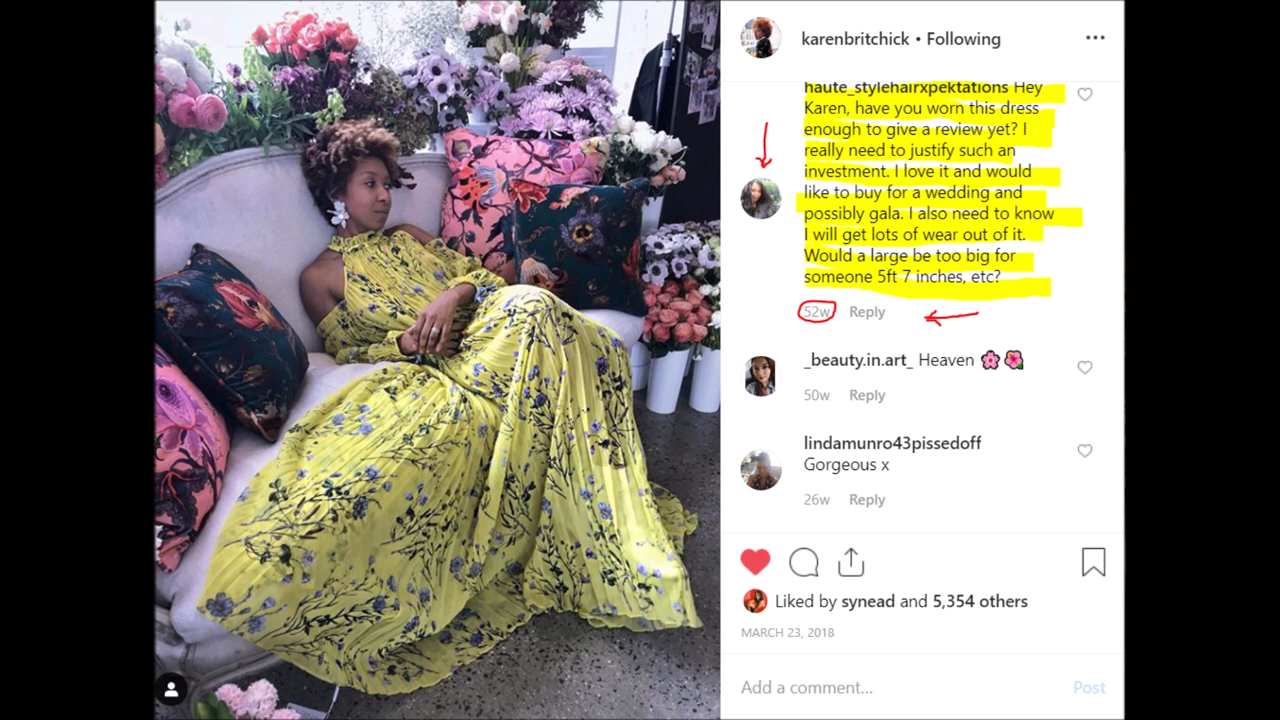 karenbritchick • Following
haute_stylehairxpektations Hey
Karen, have you worn this dress
enough to give a review yet? I
really need to justify such an
investment. I love it and would
like to buy for a wedding and
possibly gala. I also need to know
I will get lots of wear out of it.
Would a large be too big for
someone 5ft 7 inches, etc?
52w Reply
_beauty.in.art_ Heaven 🌸🌺
50w Reply
lindamunro43pissedoff
Gorgeous x
26w Reply
Liked by synead and 5,354 others
MARCH 23, 2018
Add a comment... Post